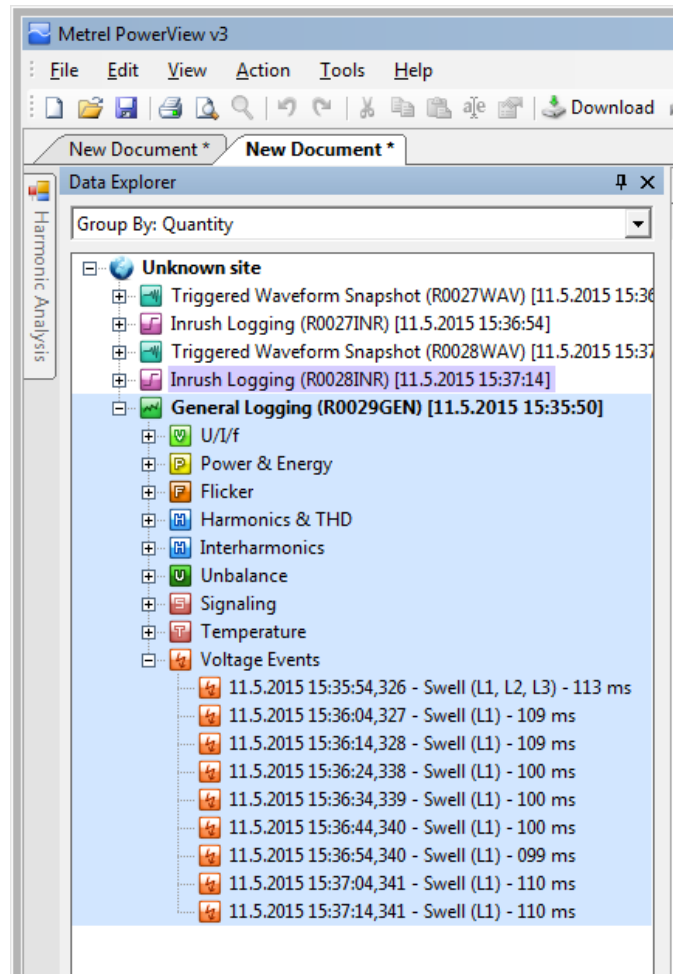 Metrel PowerView v3
File Edit View Action Tools Help
Download
New Document * New Document *
Harmonic Analysis
Data Explorer
Group By: Quantity
Unknown site
Triggered Waveform Snapshot (R0027WAV) [11.5.2015 15:36
Inrush Logging (R0027INR) [11.5.2015 15:36:54]
Triggered Waveform Snapshot (R0028WAV) [11.5.2015 15:37
Inrush Logging (R0028INR) [11.5.2015 15:37:14]
General Logging (R0029GEN) [11.5.2015 15:35:50]
U/I/f
Power & Energy
Flicker
Harmonics & THD
Interharmonics
Unbalance
Signaling
Temperature
Voltage Events
11.5.2015 15:35:54,326 - Swell (L1, L2, L3) - 113 ms
11.5.2015 15:36:04,327 - Swell (L1) - 109 ms
11.5.2015 15:36:14,328 - Swell (L1) - 109 ms
11.5.2015 15:36:24,338 - Swell (L1) - 100 ms
11.5.2015 15:36:34,339 - Swell (L1) - 100 ms
11.5.2015 15:36:44,340 - Swell (L1) - 100 ms
11.5.2015 15:36:54,340 - Swell (L1) - 099 ms
11.5.2015 15:37:04,341 - Swell (L1) - 110 ms
11.5.2015 15:37:14,341 - Swell (L1) - 110 ms